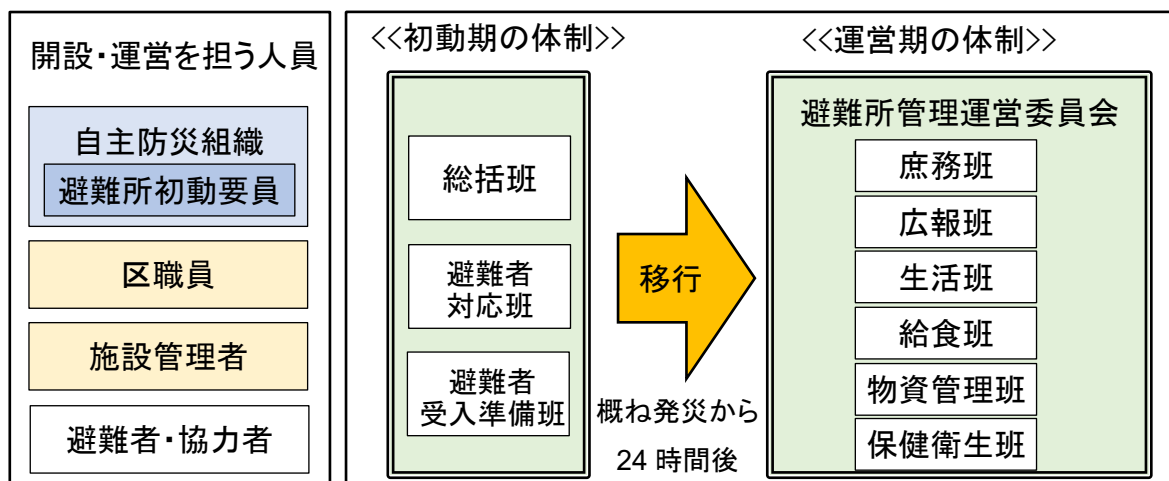 開設・運営を担う人員
自主防災組織
避難所初動要員
区職員
施設管理者
避難者・協力者
<<初動期の体制>>
総括班
避難者
対応班
避難者
受入準備班
移行
概ね発災から
24 時間後
<<運営期の体制>>
避難所管理運営委員会
庶務班
広報班
生活班
給食班
物資管理班
保健衛生班